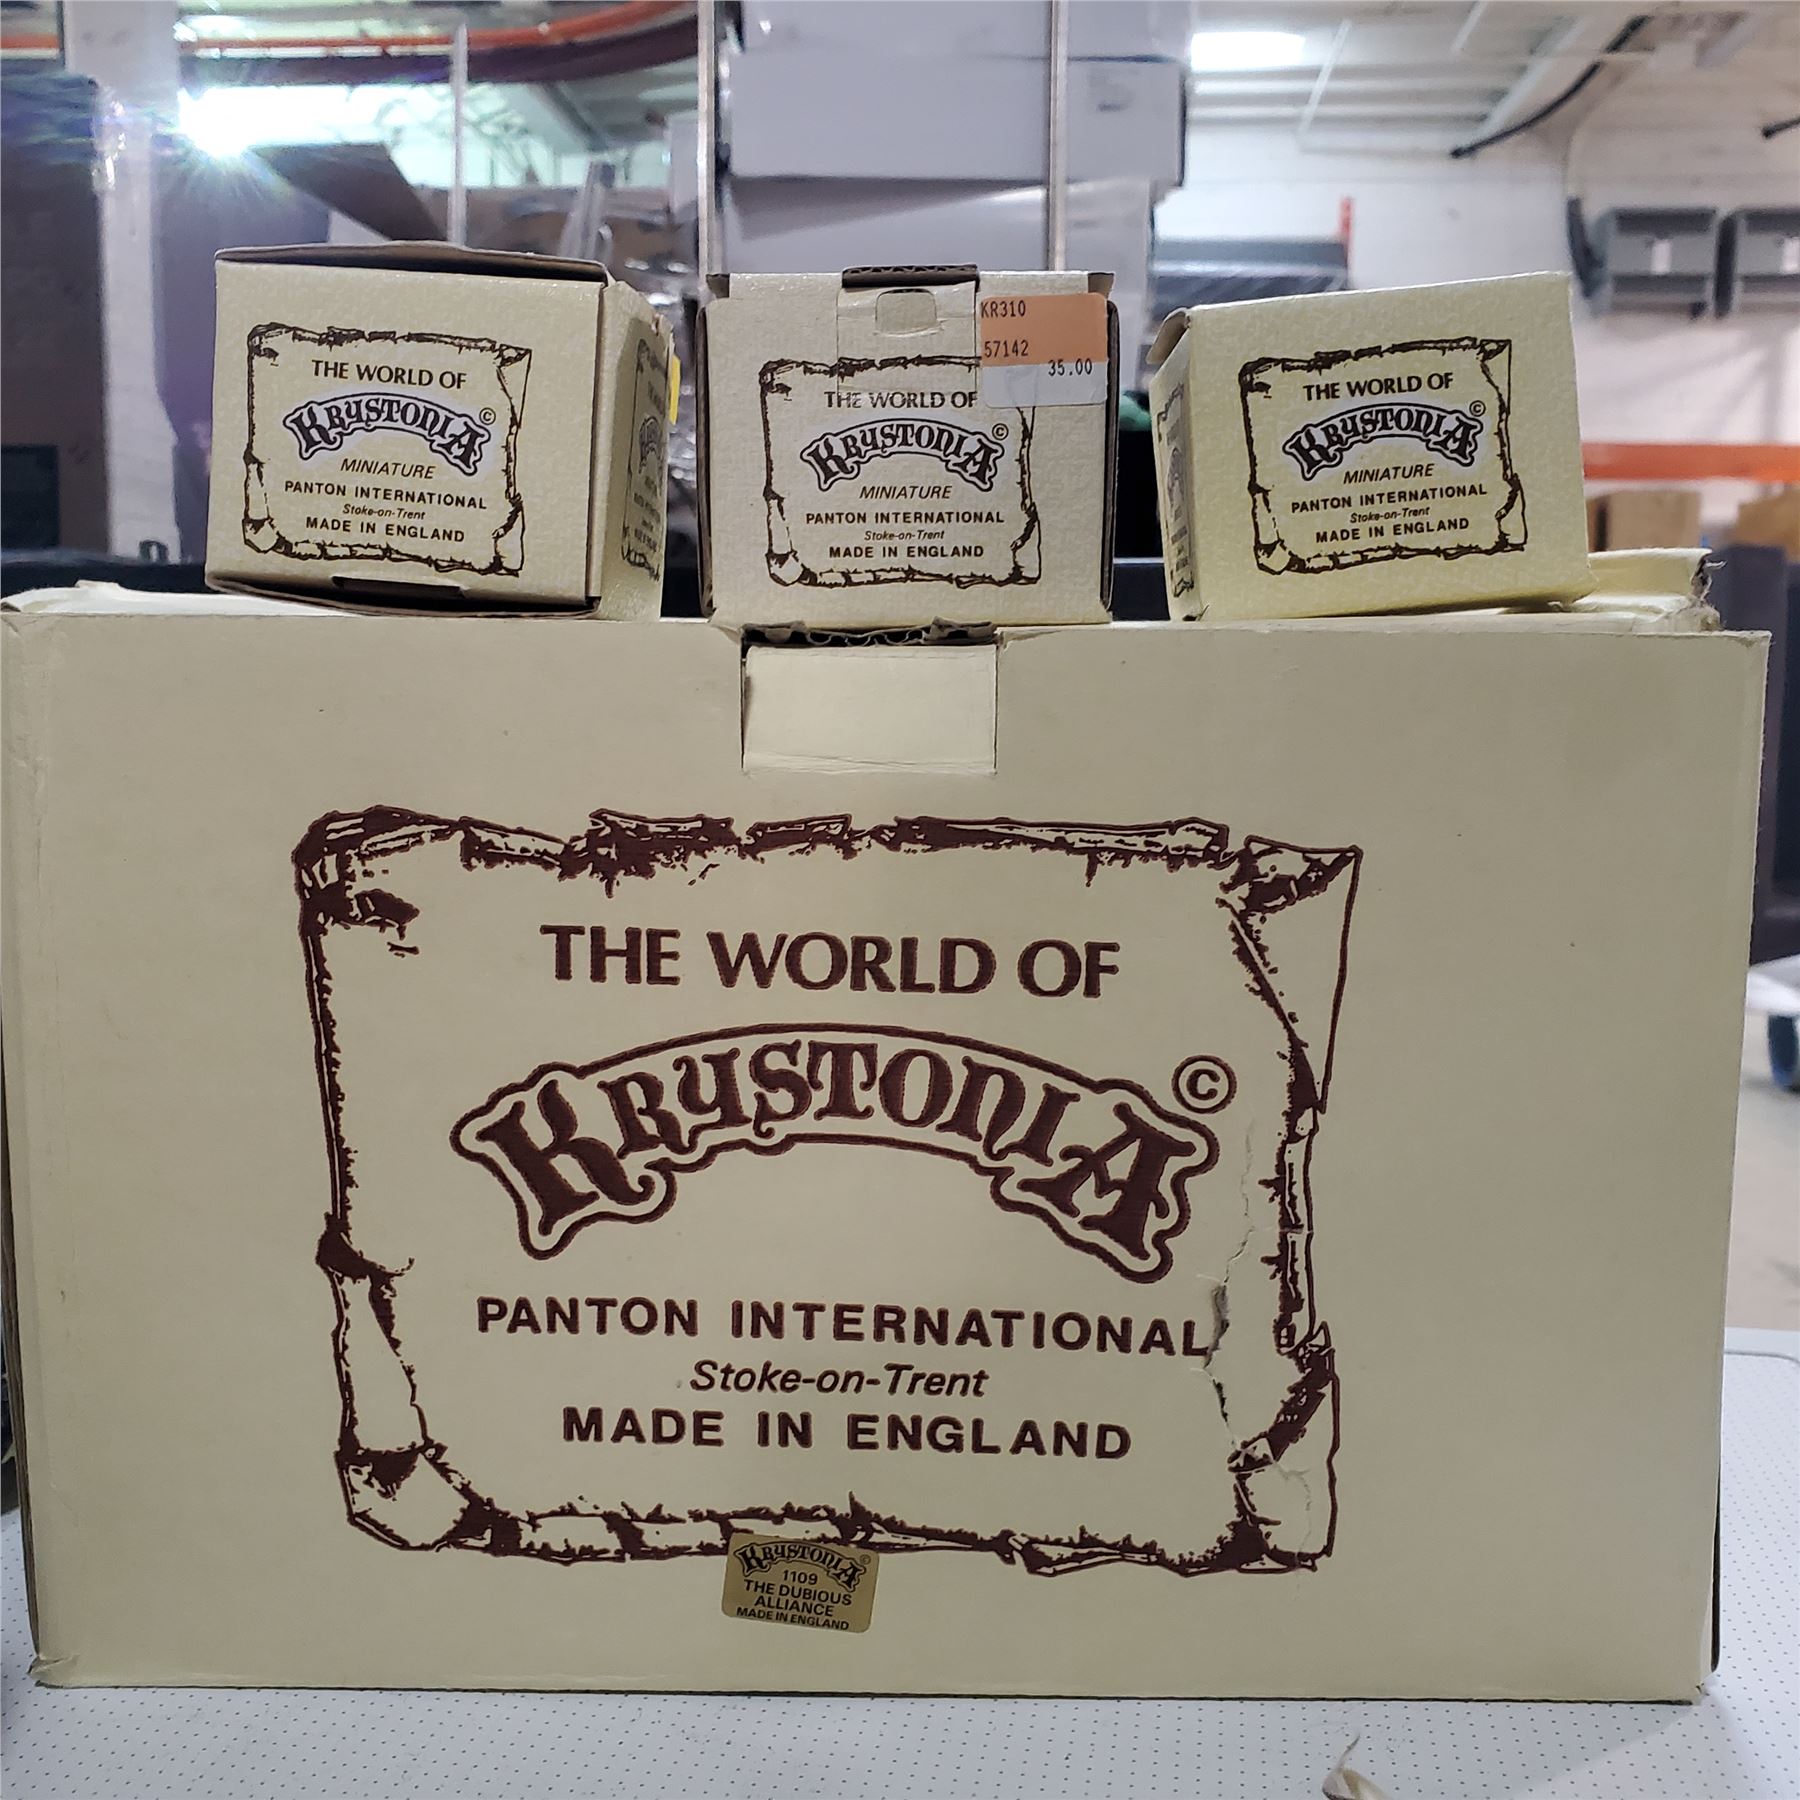 THE WORLD OF
KRYSTONIA ©
MINIATURE
PANTON INTERNATIONAL
Stoke-on-Trent
MADE IN ENGLAND
KR310
57142
35.00
THE WORLD OF
KRYSTONIA ©
MINIATURE
PANTON INTERNATIONAL
Stoke-on-Trent
MADE IN ENGLAND
THE WORLD OF
KRYSTONIA ©
MINIATURE
PANTON INTERNATIONAL
Stoke-on-Trent
MADE IN ENGLAND
THE WORLD OF
KRYSTONIA ©
PANTON INTERNATIONAL
Stoke-on-Trent
MADE IN ENGLAND
KRYSTONIA ©
1109
THE DUBIOUS
ALLIANCE
MADE IN ENGLAND